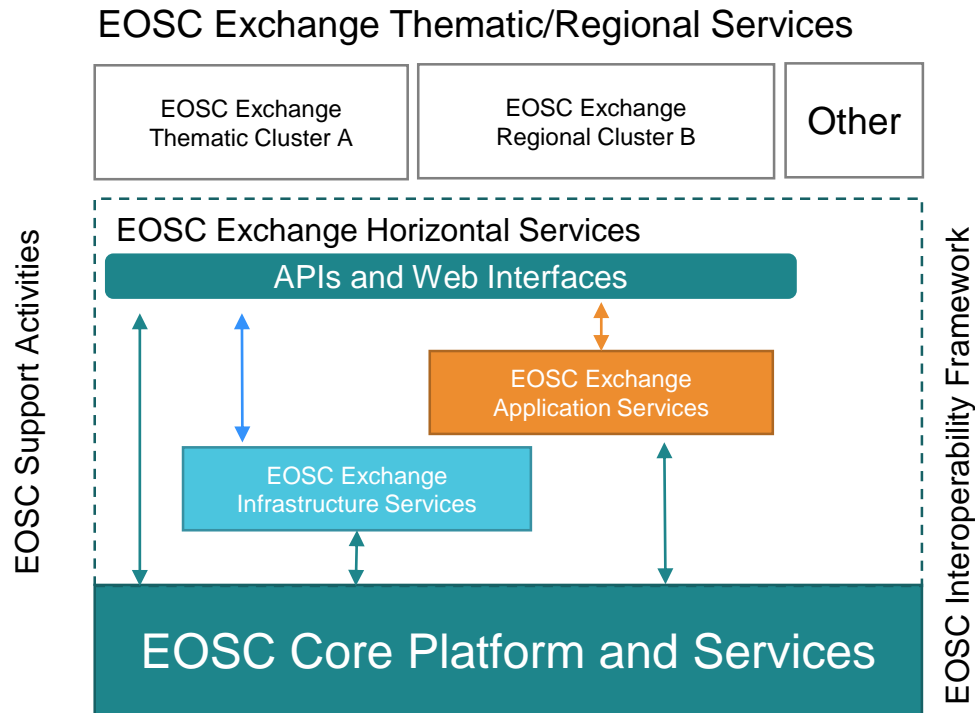 EOSC Exchange Thematic/Regional Services
EOSC Exchange
Thematic Cluster A
EOSC Exchange
Regional Cluster B
Other
EOSC Support Activities
EOSC Exchange Horizontal Services
APIs and Web Interfaces
EOSC Exchange
Application Services
EOSC Exchange
Infrastructure Services
EOSC Core Platform and Services
EOSC Interoperability Framework